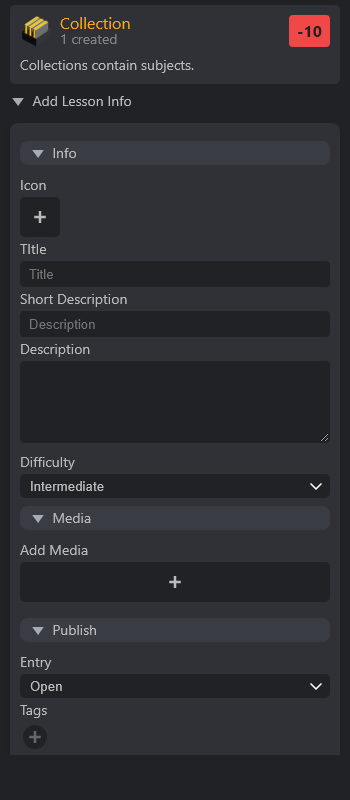 Collection
1 created
-10
Collections contain subjects.
Add Lesson Info
Info
Icon
+
TItle
Title
Short Description
Description
Description
Difficulty
Intermediate
Media
Add Media
+
Publish
Entry
Open
Tags
+